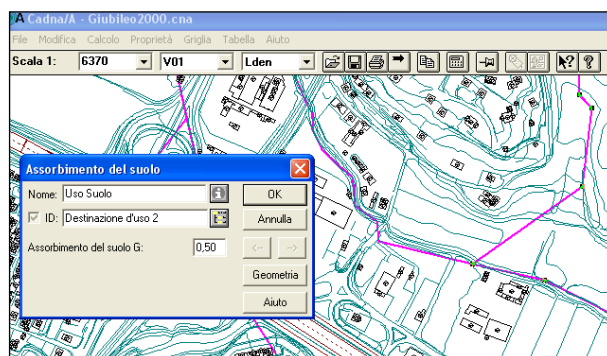 Cadna/A - Giubileo2000.cna
File Modifica Calcolo Proprietà Griglia Tabella Aiuto
Scala 1: 6370 V01 Lden
Assorbimento del suolo
Nome: Uso Suolo OK
ID: Destinazione d'uso 2 Annulla
Assorbimento del suolo G: 0,50 <-- -->
Geometria
Aiuto